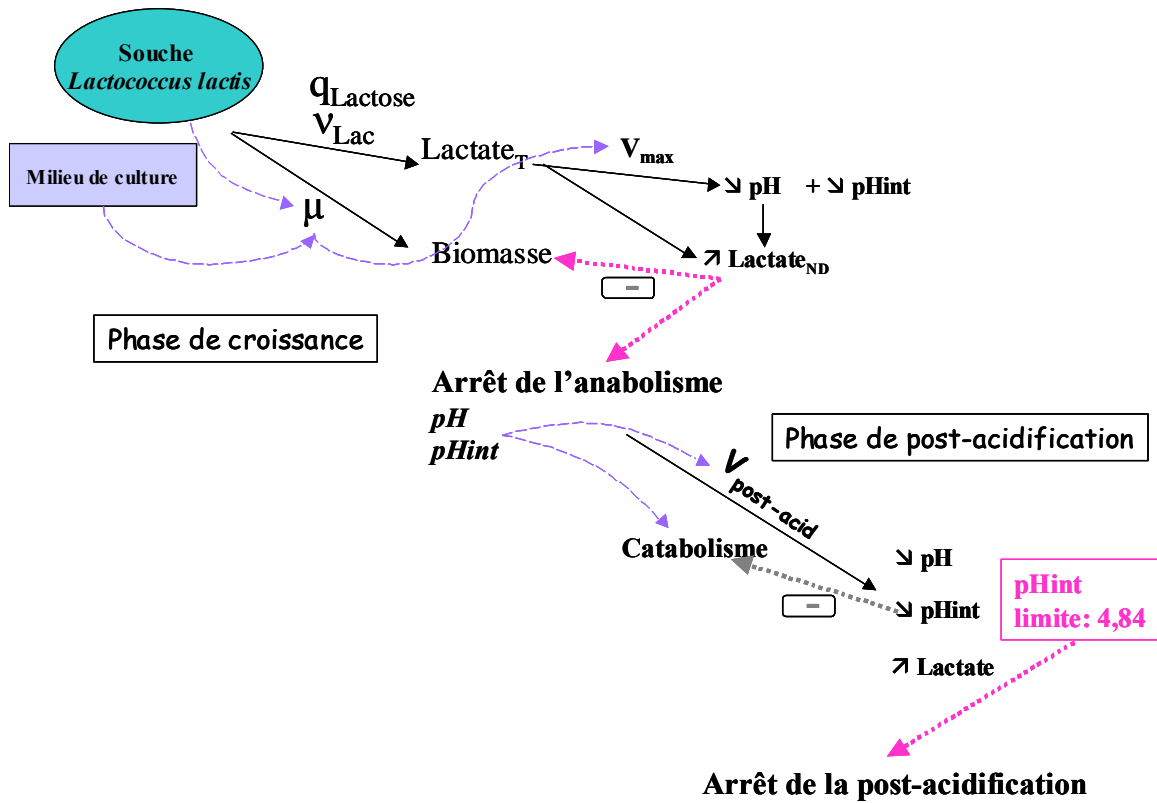 Souche
Lactococcus lactis
qLactose
νLac
Milieu de culture
LactateT
Vmax
↘ pH + ↘ pHint
μ
Biomasse
↗ LactateND
–
Phase de croissance
Arrêt de l’anabolisme
pH
pHint
Phase de post-acidification
Vpost-acid
Catabolisme
↘ pH
–
↘ pHint
pHint
limite: 4,84
↗ Lactate
Arrêt de la post-acidification